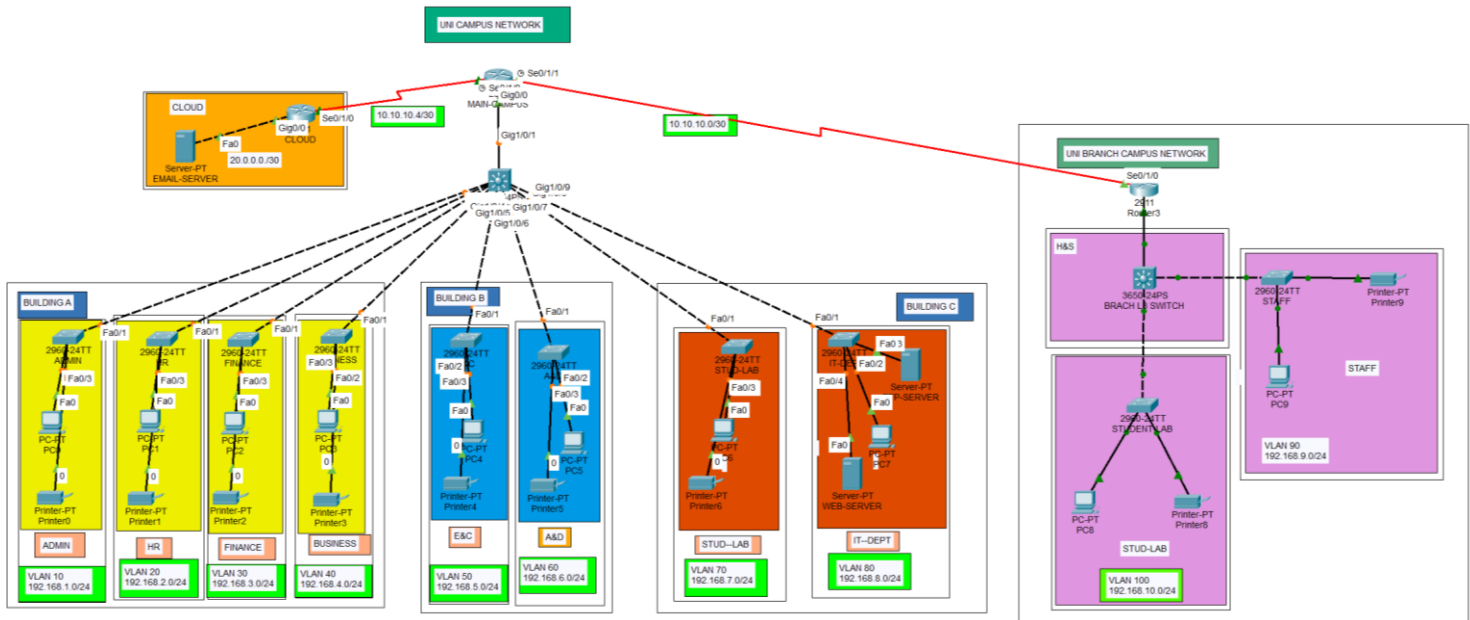 UNI CAMPUS NETWORK
Se0/1/1
Gig0/0
MAIN-CAMPUS
CLOUD
Se0/1/0
Gig0/0
CLOUD
Fa0
20.0.0.0./30
Server-PT
EMAIL-SERVER
10.10.10.4/30
10.10.10.0/30
Gig1/0/1
Gig1/0/9
Gig1/0/5
Gig1/0/7
Gig1/0/6
UNI BRANCH CAMPUS NETWORK
Se0/1/0
2911
Router3
H&S
3650-24PS
BRACH L3 SWITCH
2960-24TT
STAFF
Printer-PT
Printer9
PC-PT
PC9
STAFF
VLAN 90
192.168.9.0/24
2960-24TT
STUDENT-LAB
PC-PT
PC8
Printer-PT
Printer8
STUD-LAB
VLAN 100
192.168.10.0/24
BUILDING A
Fa0/1
Fa0/1
Fa0/1
Fa0/1
2960-24TT
ADMIN
Fa0/3
Fa0
PC-PT
0
Printer-PT
Printer0
ADMIN
VLAN 10
192.168.1.0/24
2960-24TT
Fa0/3
Fa0
PC-PT
PC1
0
Printer-PT
Printer1
HR
VLAN 20
192.168.2.0/24
2960-24TT
FINANCE
Fa0/3
Fa0
PC-PT
PC2
0
Printer-PT
Printer2
FINANCE
VLAN 30
192.168.3.0/24
2960-24TT
Fa0/3
Fa0/2
Fa0
PC-PT
PC3
0
Printer-PT
Printer3
BUSINESS
VLAN 40
192.168.4.0/24
BUILDING B
Fa0/1
Fa0/1
Fa0/2
Fa0/3
Fa0
PC-PT
PC4
0
Printer-PT
Printer4
E&C
VLAN 50
192.168.5.0/24
2960-24TT
Fa0/2
Fa0/3
Fa0
PC-PT
PC5
0
Printer-PT
Printer5
A&D
VLAN 60
192.168.6.0/24
BUILDING C
Fa0/1
Fa0/1
2960-24TT
STUD-LAB
Fa0/3
Fa0
0
Printer-PT
Printer6
STUD--LAB
VLAN 70
192.168.7.0/24
2960-24TT
Fa0/2
Fa0/4
Server-PT
Fa0
PC-PT
PC7
Fa0
Server-PT
WEB-SERVER
IT--DEPT
VLAN 80
192.168.8.0/24